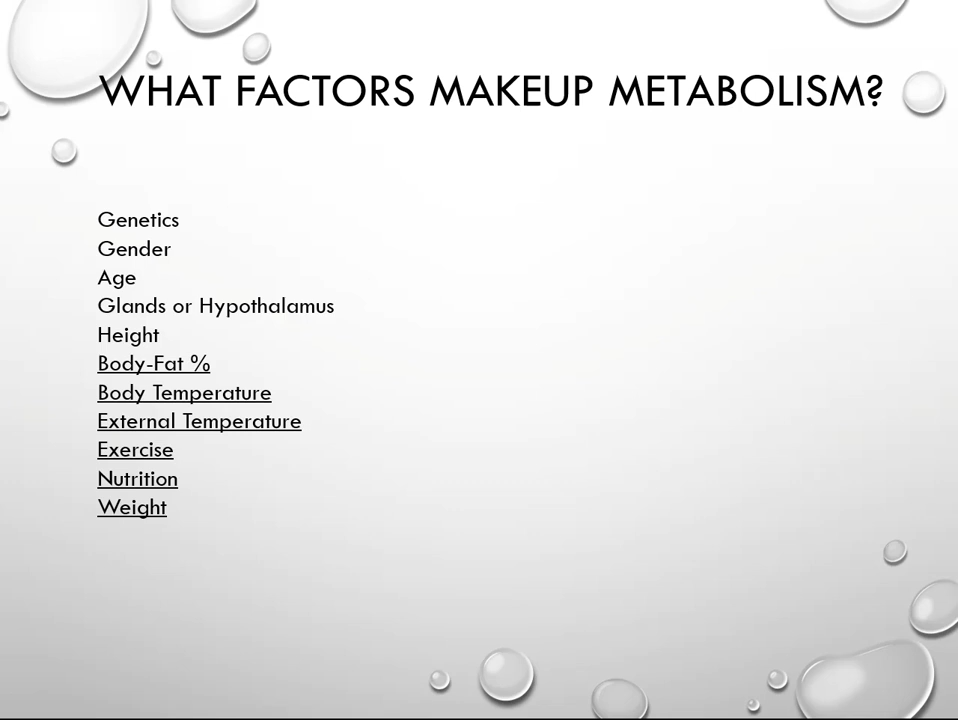 WHAT FACTORS MAKEUP METABOLISM?
Genetics
Gender
Age
Glands or Hypothalamus
Height
Body-Fat %
Body Temperature
External Temperature
Exercise
Nutrition
Weight